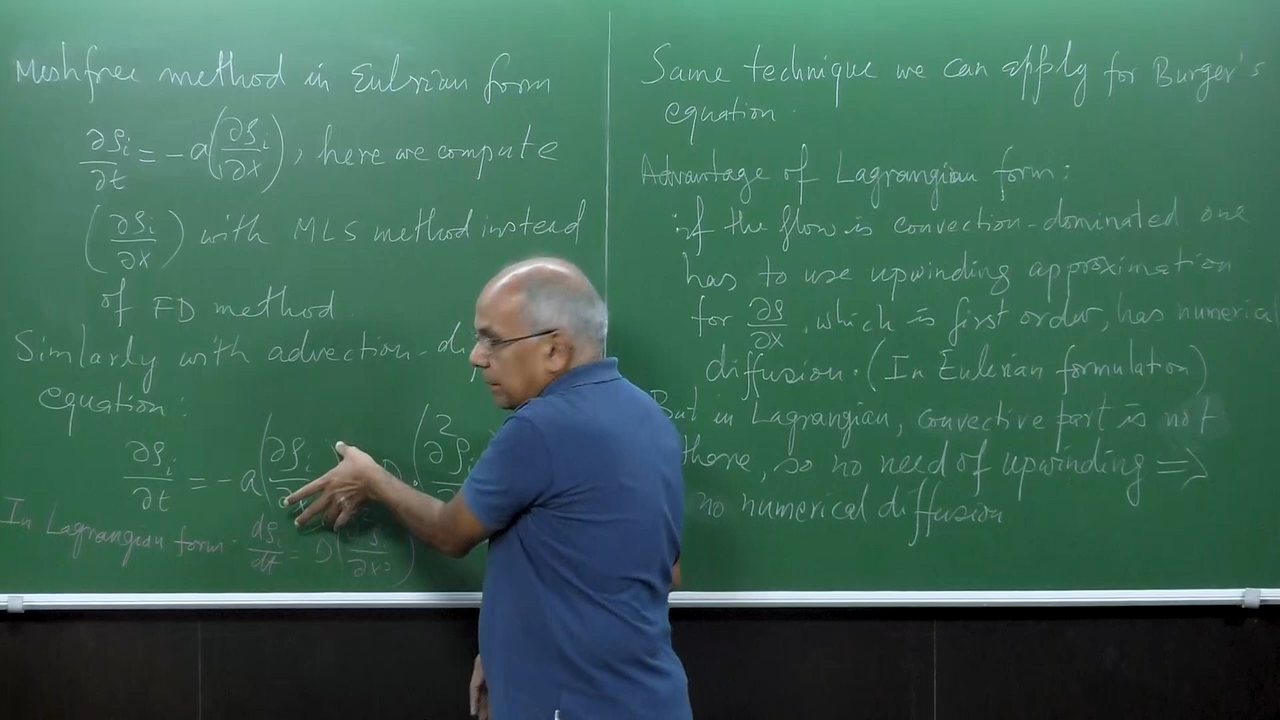 Meshfree method in Eulerian form
∂ρi/∂t = -a(∂ρi/∂x), here we compute
(∂ρi/∂x) with MLS method instead
of FD method.
Similarly with advection-
equation:
∂ρi/∂t = -a(∂ρi/∂x D(∂²ρi
In Lagrangian form. dρi/dt = D(∂²ρ/∂x²)
Same technique we can apply for Burger's
equation.
Advantage of Lagrangian form:
if the flow is convection-dominated one
has to use upwinding approximation
for ∂ρ/∂x, which is first order, has numerical
diffusion. (In Eulerian formulation)
But in Lagrangian, convective part is not
there, so no need of upwinding ⇒
no numerical diffusion